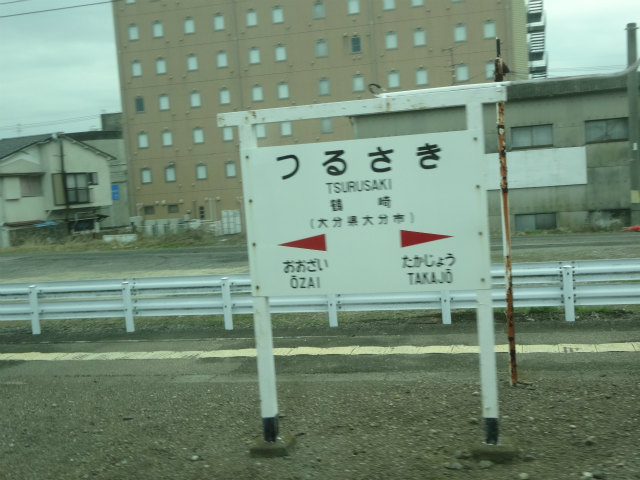 つるさき
TSURUSAKI
鶴崎
(大分県大分市)
おおざい たかじょう
ŌZAI TAKAJŌ